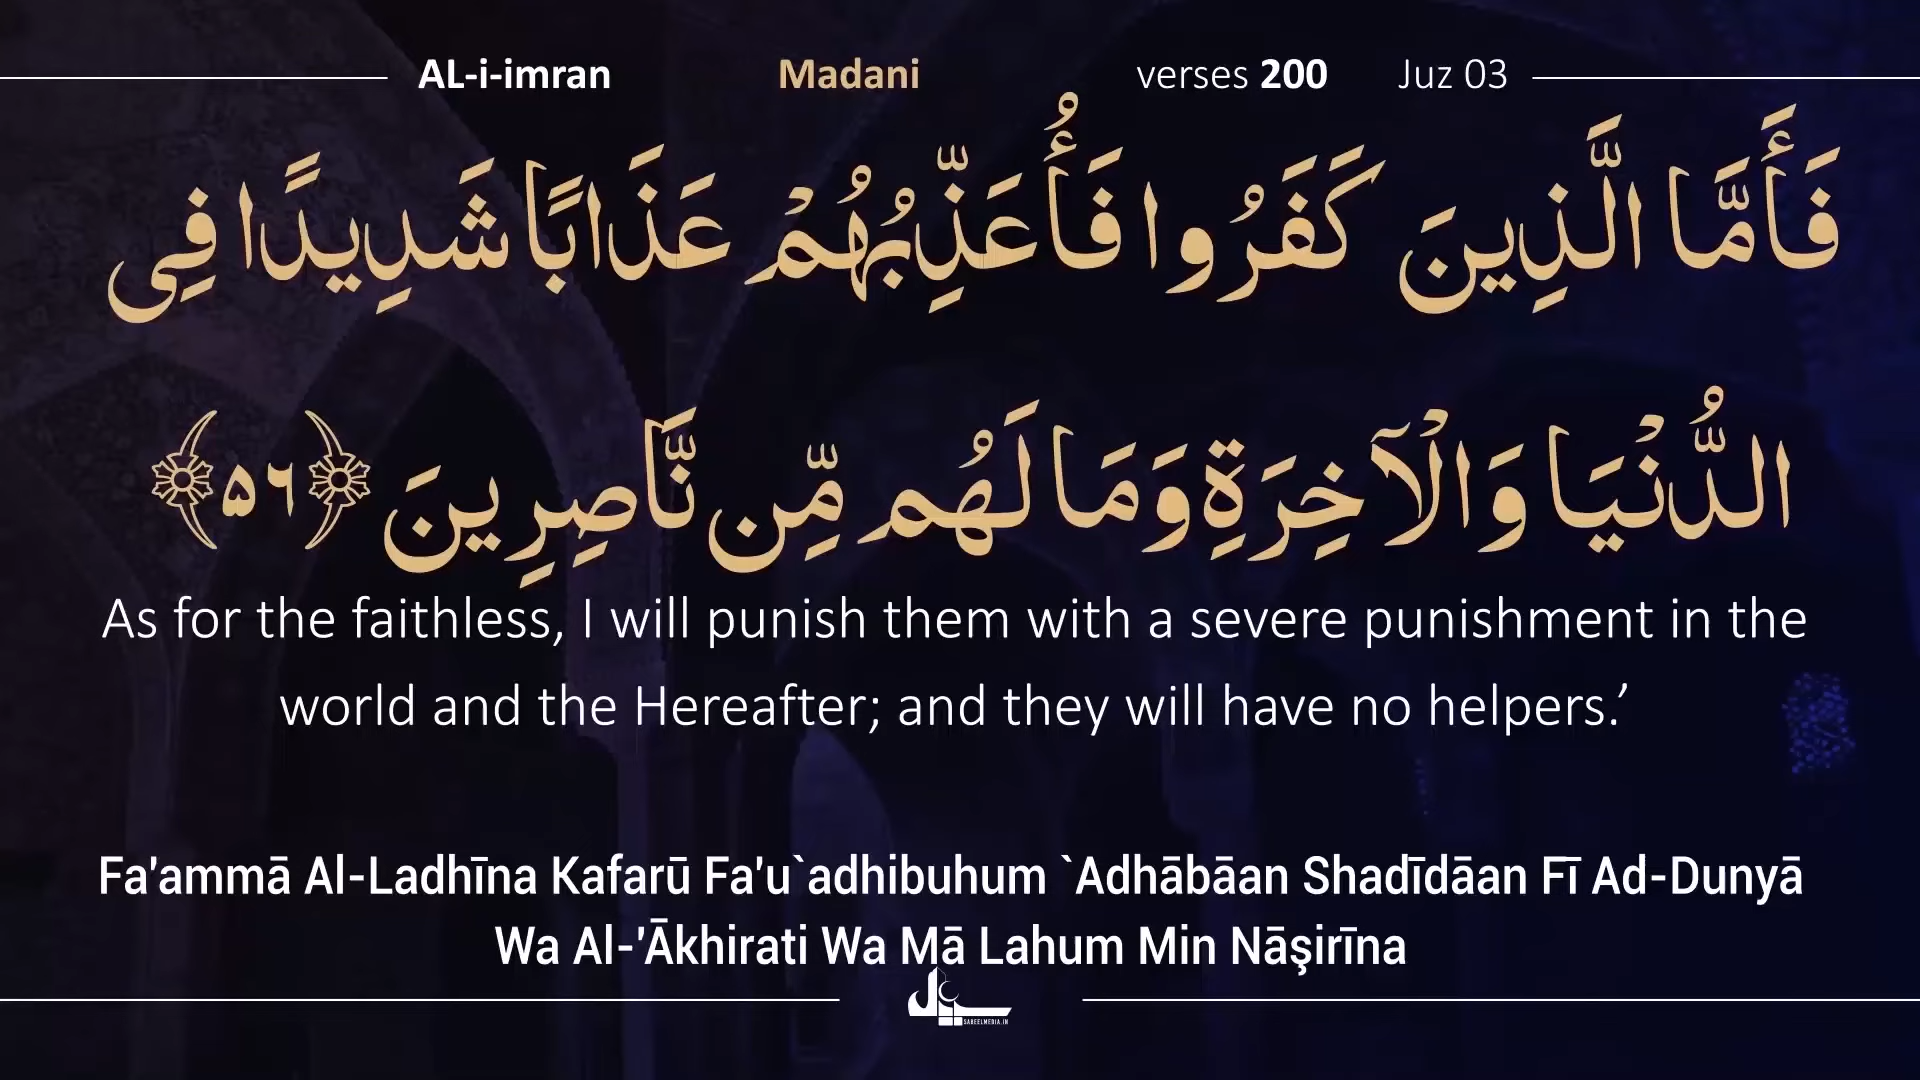 AL-i-imran Madani verses 200 Juz 03
فَأَمَّا الَّذِينَ كَفَرُوا فَأُعَذِّبُهُمْ عَذَابًا شَدِيدًا فِی
الدُّنْيَا وَالْآخِرَةِ وَمَا لَهُم مِّن نَّاصِرِينَ ﴿۵۶﴾
As for the faithless, I will punish them with a severe punishment in the
world and the Hereafter; and they will have no helpers.’
Fa'ammā Al-Ladhīna Kafarū Fa'u`adhibuhum `Adhābāan Shadīdāan Fī Ad-Dunyā
Wa Al-'Ākhirati Wa Mā Lahum Min Nāşirīna
SABEELMEDIA.IN